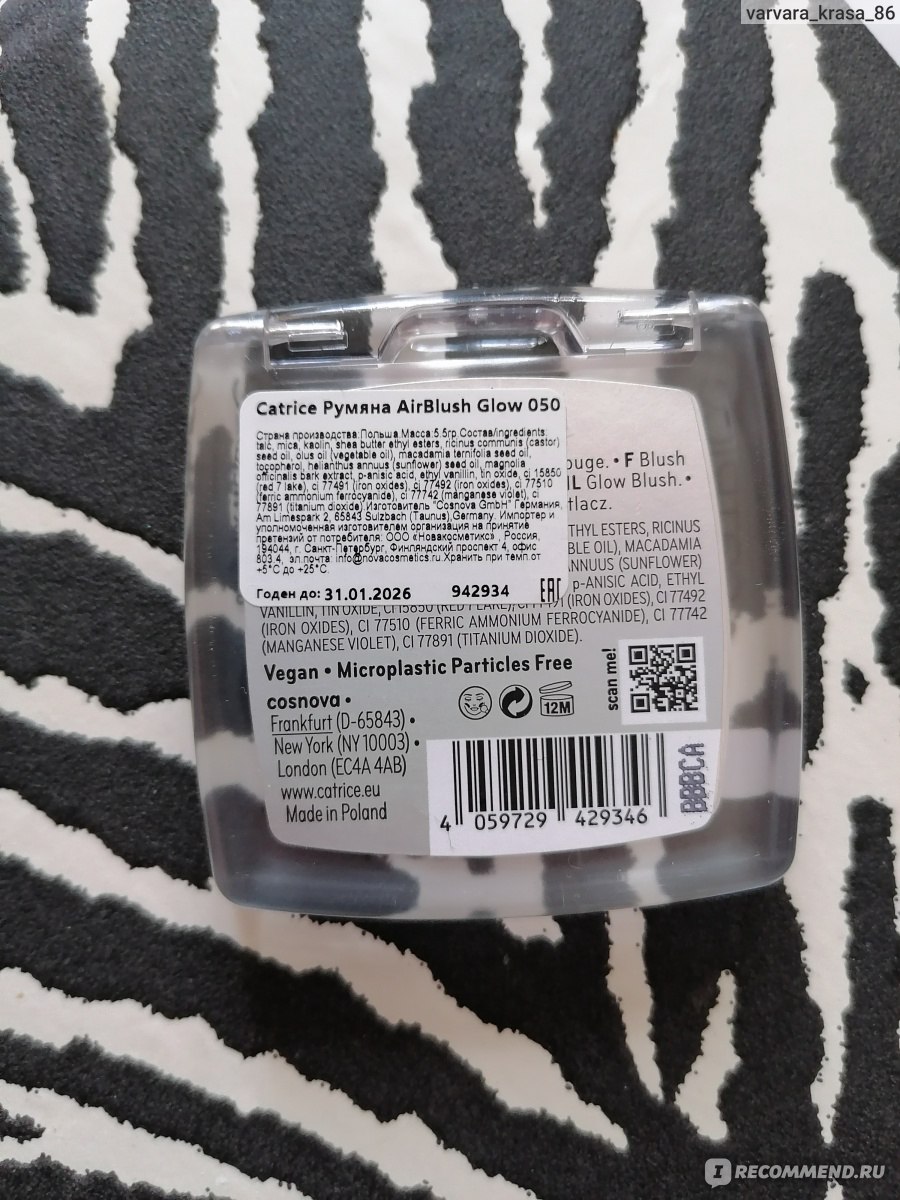 varvara_krasa_86
Catrice Румяна AirBlush Glow 050
Страна производства:Польша.Масса:5.5гр.Состав/ingredients:
talc, mica, kaolin, shea butter ethyl esters, ricinus communis (castor)
seed oil, olus oil (vegetable oil), macadamia ternifolia seed oil,
tocopherol, helianthus annuus (sunflower) seed oil, magnolia
officinalis bark extract, p-anisic acid, ethyl vanillin, tin oxide, ci 15850
(red 7 lake), ci 77491 (iron oxides), ci 77492 (iron oxides), ci 77510
(ferric ammonium ferrocyanide), ci 77742 (manganese violet), ci
77891 (titanium dioxide).Изготовитель "Cosnova GmbH" Германия,
Am Limespark 2, 65843 Sulzbach (Taunus),Germany. Импортер и
уполномоченная изготовителем организация на принятие
претензий от потребителя: ООО «Новакосметикс» , Россия,
194044, г. Санкт-Петербург, Финляндский проспект 4, офис
803.4, эл.почта: info@novacosmetics.ru.Хранить при темп.от
+5°C до +25°C.
Годен до: 31.01.2026 942934 EAC
ouge. • F Blush
IL Glow Blush. •
tlacz.
THYL ESTERS, RICINUS
BLE OIL), MACADAMIA
ANNUUS (SUNFLOWER)
p-ANISIC ACID, ETHYL
VANILLIN, TIN OXIDE, CI 15850 (RED 7 LAKE), CI 77491 (IRON OXIDES), CI 77492
(IRON OXIDES), CI 77510 (FERRIC AMMONIUM FERROCYANIDE), CI 77742
(MANGANESE VIOLET), CI 77891 (TITANIUM DIOXIDE).
Vegan • Microplastic Particles Free
cosnova •
Frankfurt (D-65843) •
New York (NY 10003) •
London (EC4A 4AB)
www.catrice.eu
Made in Poland
12M
scan me!
BBBCA
4 059729 429346
IRECOMMEND.RU